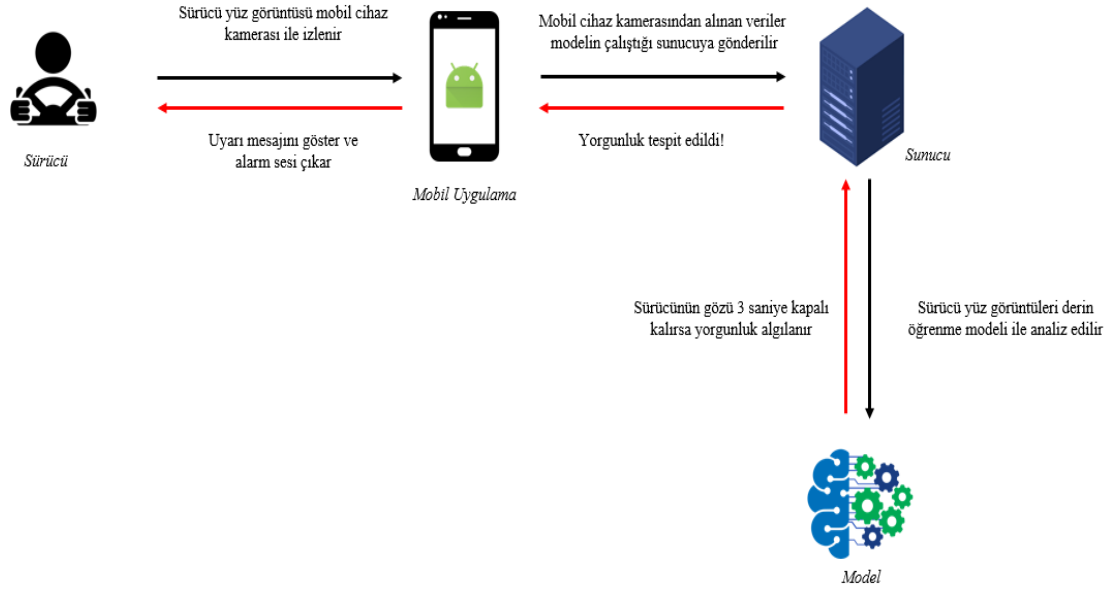 Sürücü yüz görüntüsü mobil cihaz
kamerası ile izlenir
Mobil cihaz kamerasından alınan veriler
modelin çalıştığı sunucuya gönderilir
Uyarı mesajını göster ve
alarm sesi çıkar
Yorgunluk tespit edildi!
Sürücü
Mobil Uygulama
Sunucu
Sürücünün gözü 3 saniye kapalı
kalırsa yorgunluk algılanır
Sürücü yüz görüntüleri derin
öğrenme modeli ile analiz edilir
Model